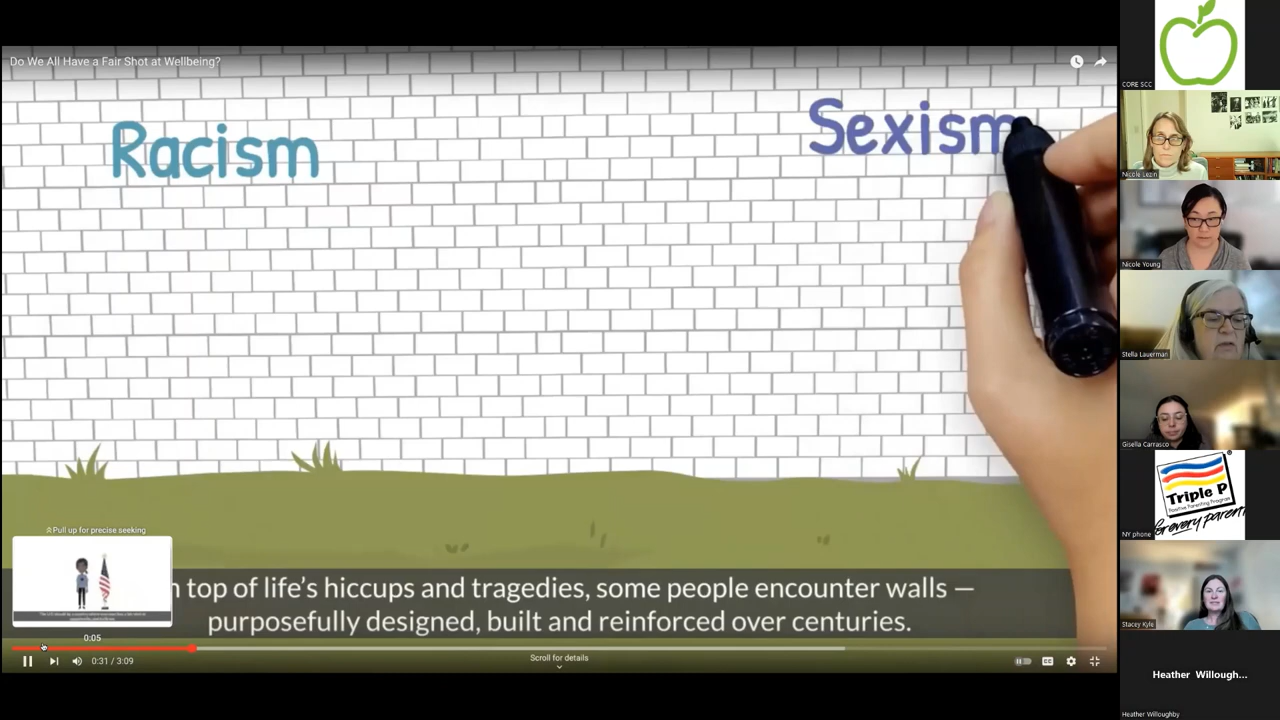 Do We All Have a Fair Shot at Wellbeing?
Racism
Sexism
Pull up for precise seeking
n top of life's hiccups and tragedies, some people encounter walls —
purposefully designed, built and reinforced over centuries.
0:05
0:31 / 3:09
Scroll for details
CC
CORE SCC
Nicole Lezin
Nicole Young
Stella Lauerman
Gisella Carrasco
Triple P
Positive Parenting Program
for every parent
NY phone
Stacey Kyle
Heather Willough...
Heather Willoughby